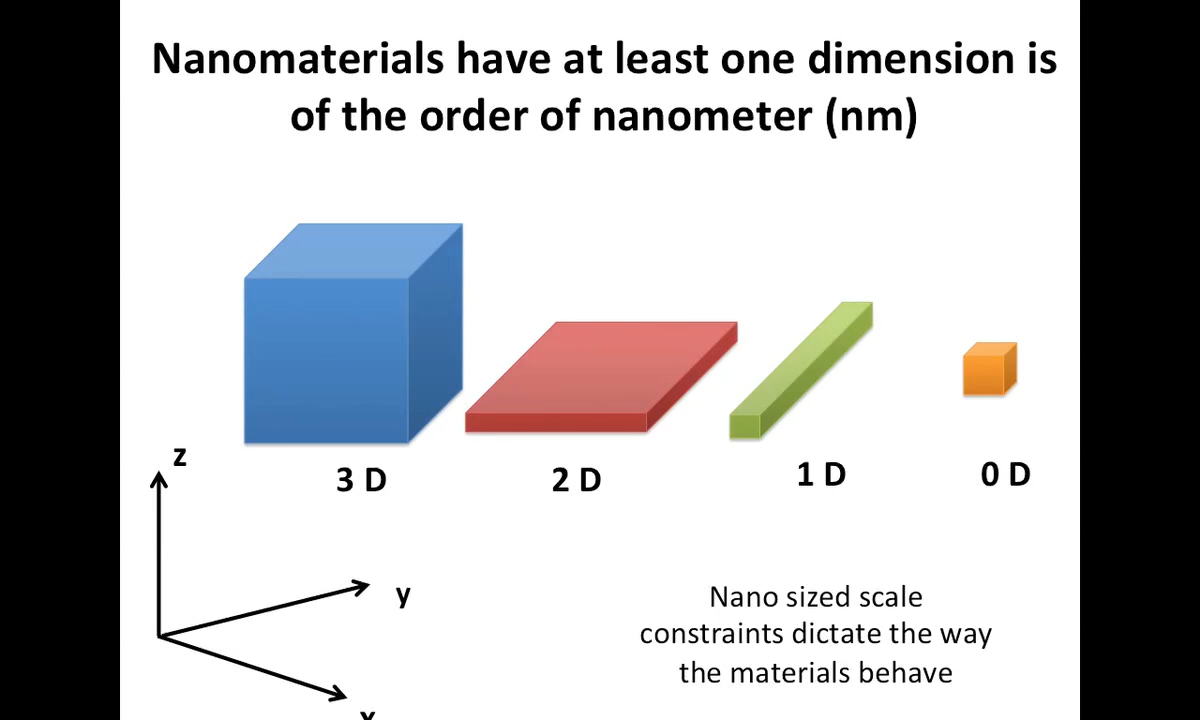 Nanomaterials have at least one dimension is
of the order of nanometer (nm)
z
3 D
2 D
1 D
0 D
y
x
Nano sized scale
constraints dictate the way
the materials behave